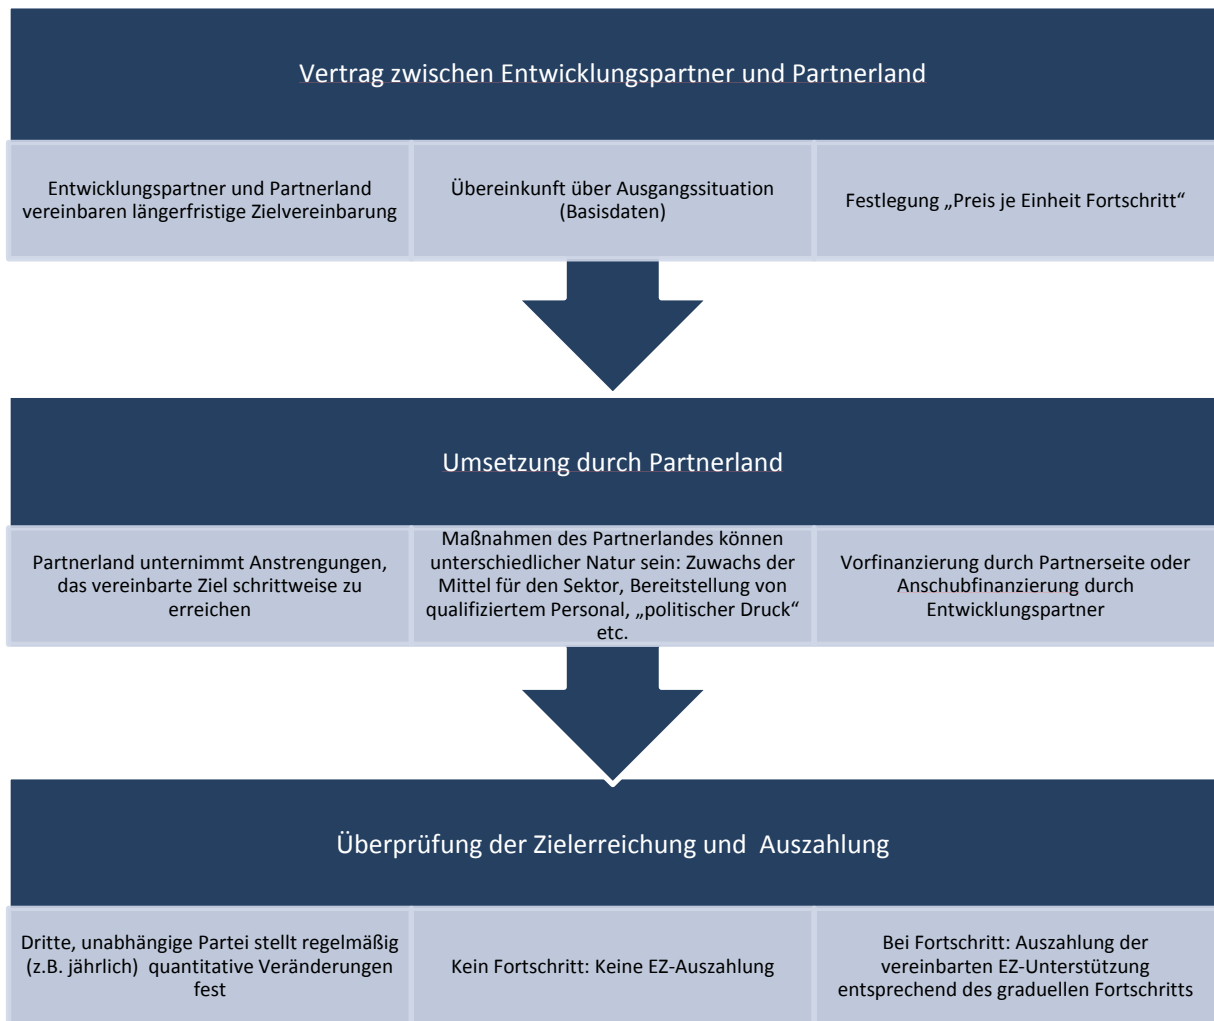 Vertrag zwischen Entwicklungspartner und Partnerland
Entwicklungspartner und Partnerland
vereinbaren längerfristige Zielvereinbarung
Übereinkunft über Ausgangssituation
(Basisdaten)
Festlegung „Preis je Einheit Fortschritt“
Umsetzung durch Partnerland
Partnerland unternimmt Anstrengungen,
das vereinbarte Ziel schrittweise zu
erreichen
Maßnahmen des Partnerlandes können
unterschiedlicher Natur sein: Zuwachs der
Mittel für den Sektor, Bereitstellung von
qualifiziertem Personal, „politischer Druck“
etc.
Vorfinanzierung durch Partnerseite oder
Anschubfinanzierung durch
Entwicklungspartner
Überprüfung der Zielerreichung und  Auszahlung
Dritte, unabhängige Partei stellt regelmäßig
(z.B. jährlich)  quantitative Veränderungen
fest
Kein Fortschritt: Keine EZ-Auszahlung
Bei Fortschritt: Auszahlung der
vereinbarten EZ-Unterstützung
entsprechend des graduellen Fortschritts